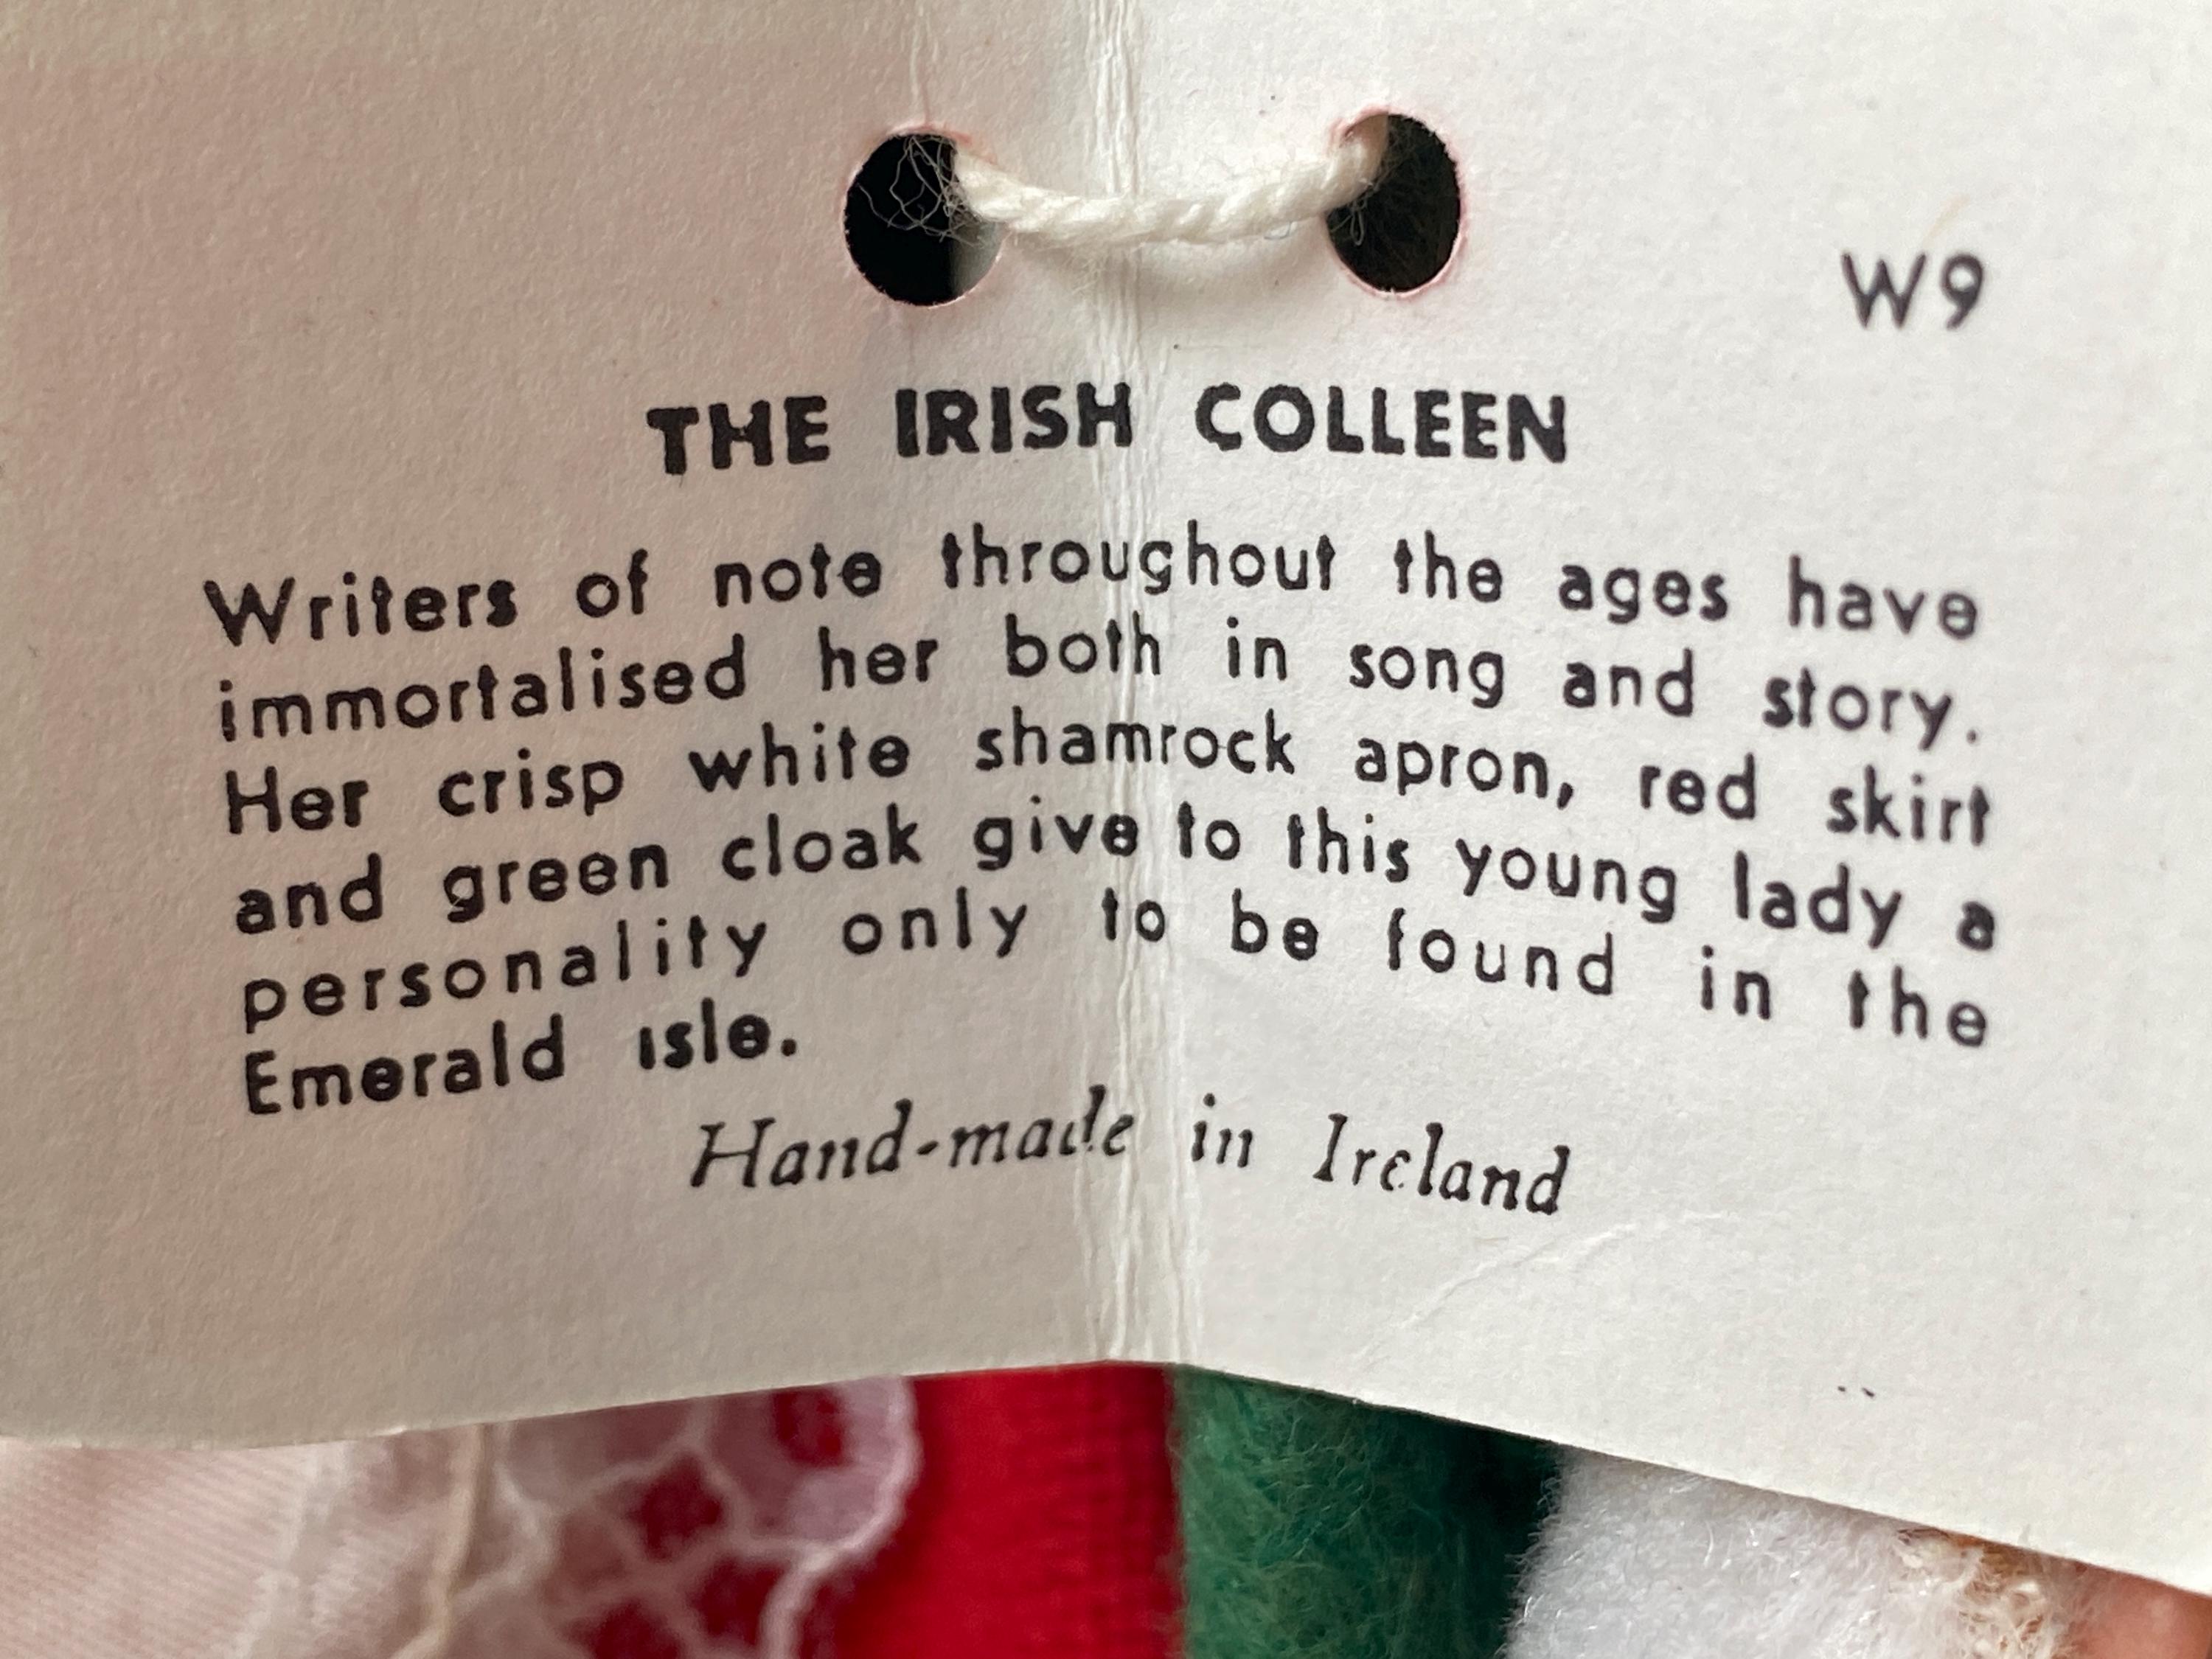 W9
THE IRISH COLLEEN
Writers of note throughout the ages have
immortalised her both in song and story.
Her crisp white shamrock apron, red skirt
and green cloak give to this young lady a
personality only to be found in the
Emerald ısle.
Hand-made in Ireland